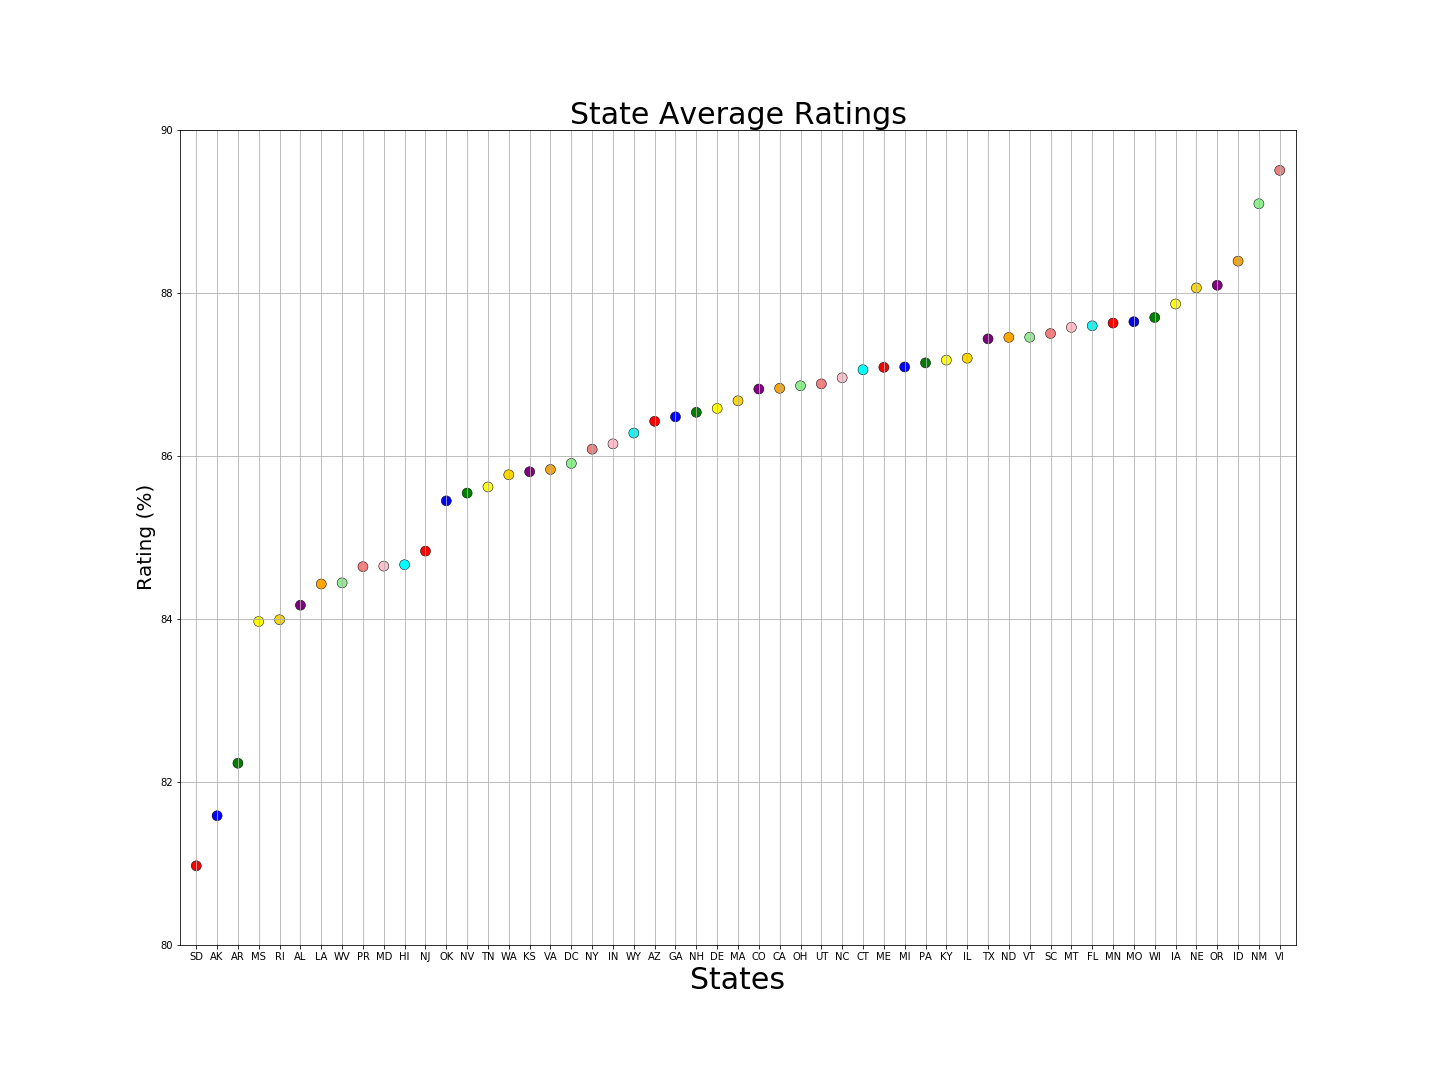 State Average Ratings
90
88
86
84
82
80
Rating (%)
SD AK AR MS RI AL LA WV PR MD HI NJ OK NV TN WA KS VA DC NY IN WY AZ GA NH DE MA CO CA OH UT NC CT ME MI PA KY IL TX ND VT SC MT FL MN MO WI IA NE OR ID NM VI
States